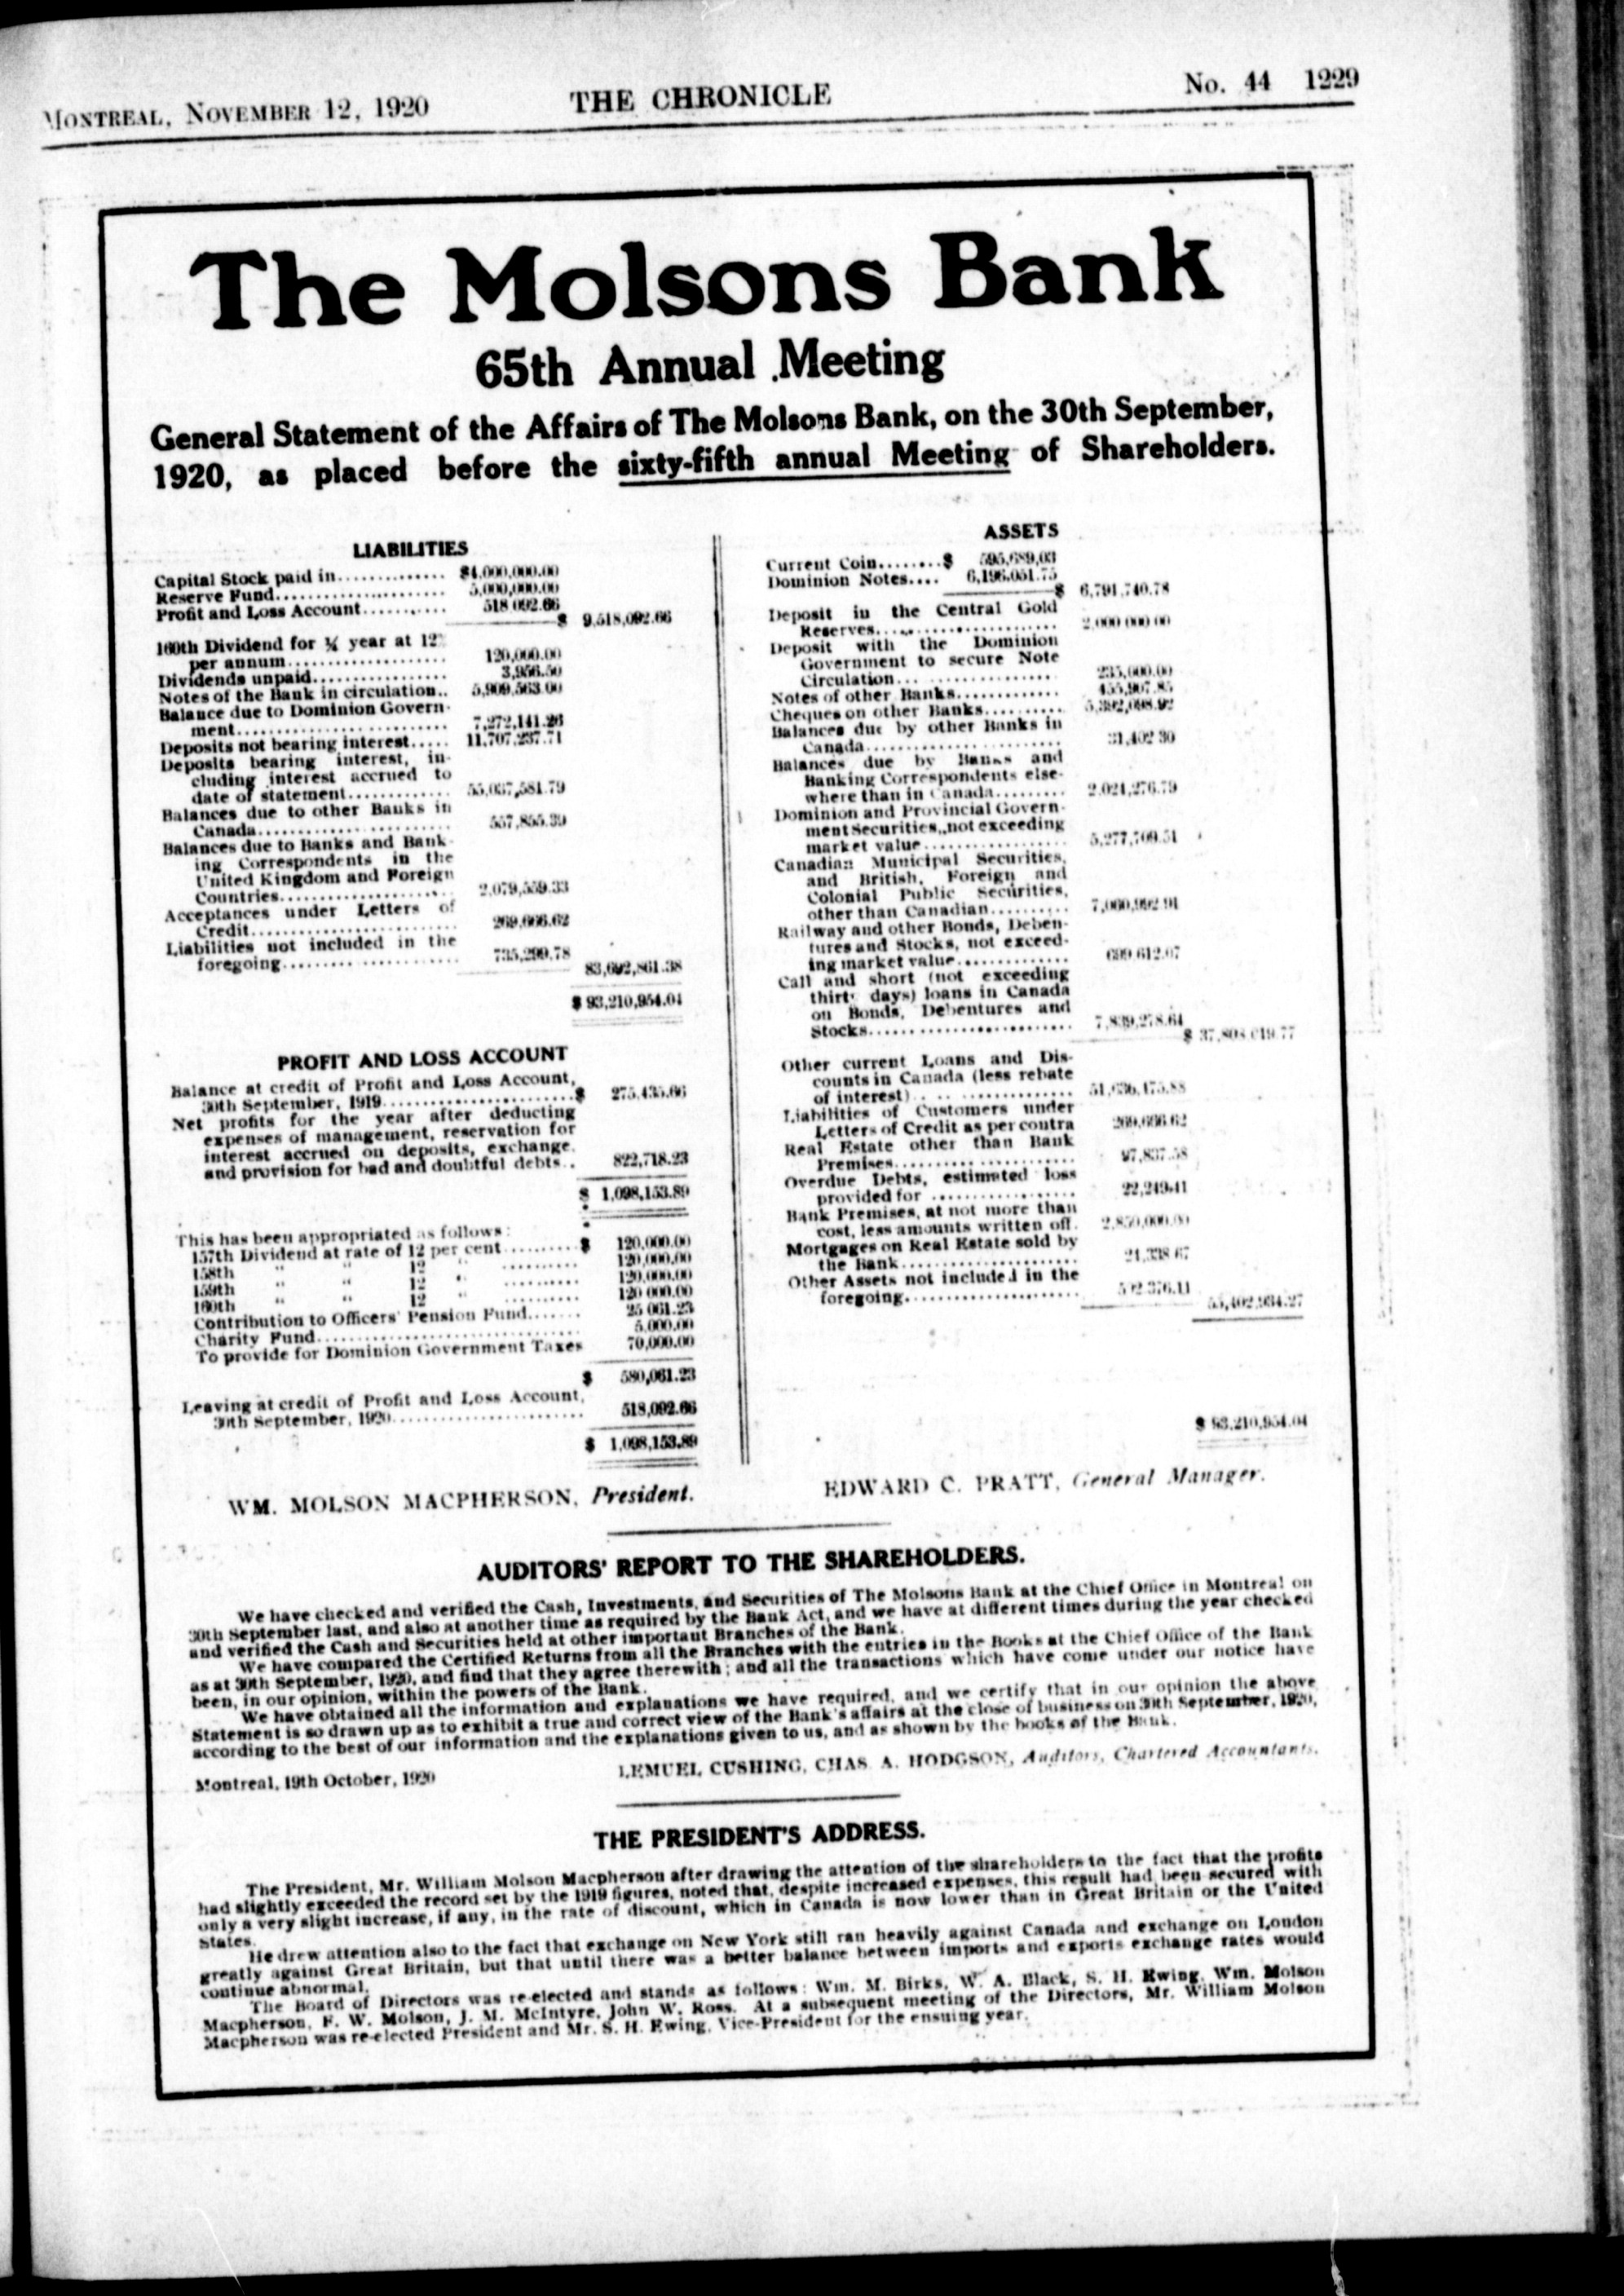 MONTREAL, NOVEMBER 12, 1920
THE CHRONICLE
No. 44 1229
The Molsons Bank
65th Annual Meeting
General Statement of the Affairs of The Molsons Bank, on the 30th September,
1920, as placed before the sixty-fifth annual Meeting of Shareholders.
LIABILITIES
Capital Stock paid in.............. $4,000,000.00
Reserve Fund...................... 5,000,000.00
Profit and Loss Account........... 518,092.66
$ 9,518,092.66
160th Dividend for ¼ year at 12%
per annum.................... 120,000.00
Dividends unpaid................. 3,956.50
Notes of the Bank in circulation.. 5,909,563.00
Balance due to Dominion Govern-
ment.......................... 7,272,141.26
Deposits not bearing interest..... 11,707,237.71
Deposits bearing interest, in-
cluding interest accrued to
date of statement............. 55,037,581.79
Balances due to other Banks in
Canada........................ 557,855.39
Balances due to Banks and Bank-
ing Correspondents in the
United Kingdom and Foreign
Countries..................... 2,079,559.33
Acceptances under Letters of
Credit........................ 269,666.62
Liabilities not included in the
foregoing..................... 735,299.78
83,692,861.38
$ 93,210,954.04
PROFIT AND LOSS ACCOUNT
Balance at credit of Profit and Loss Account,
30th September, 1919......................$ 275,435.66
Net profits for the year after deducting
expenses of management, reservation for
interest accrued on deposits, exchange,
and provision for bad and doubtful debts.. 822,718.23
$ 1,098,153.89
This has been appropriated as follows:
157th Dividend at rate of 12 per cent..........$ 120,000.00
158th " " 12 " .......... 120,000.00
159th " " 12 " .......... 120,000.00
160th " " 12 .......... 120,000.00
Contribution to Officers' Pension Fund....... 25,061.23
Charity Fund................................ 5,000.00
To provide for Dominion Government Taxes 70,000.00
$ 580,061.23
Leaving at credit of Profit and Loss Account,
30th September, 1920....................... 518,092.66
$ 1,098,153.89
WM. MOLSON MACPHERSON, President.
ASSETS
Current Coin........$ 595,689.03
Dominion Notes.... 6,196,051.75
$ 6,791,740.78
Deposit in the Central Gold
Reserves...................... 2,000,000.00
Deposit with the Dominion
Government to secure Note
Circulation................... 235,000.00
Notes of other Banks............. 455,907.85
Cheques on other Banks.......... 5,392,098.92
Balances due by other Banks in
Canada........................ 31,402.30
Balances due by Banks and
Banking Correspondents else-
where than in Canada......... 2,021,276.79
Dominion and Provincial Govern-
ment Securities, not exceeding
market value.................. 5,277,709.51
Canadian Municipal Securities,
and British, Foreign and
Colonial Public Securities,
other than Canadian..........
Railway and other Bonds, Deben-
tures and Stocks, not exceed-
ing market value.............. 699,612.07
Call and short (not exceeding
thirty days) loans in Canada
on Bonds, Debentures and
Stocks........................
$
Other current Loans and Dis-
counts in Canada (less rebate
of interest).................. 51,636,475.88
Liabilities of Customers under
Letters of Credit as per contra 269,666.62
Real Estate other than Bank
Premises...................... 97,837.58
Overdue Debts, estimated loss
provided for ................. 22,249.41
Bank Premises, at not more than
cost, less amounts written off. 2,850,000.00
Mortgages on Real Estate sold by
the Bank...................... 24,328.67
Other Assets not included in the
foregoing..................... 502,376.11
55,402,934.27
$ 93,210,954.04
EDWARD C. PRATT, General Manager.
AUDITORS' REPORT TO THE SHAREHOLDERS.
We have checked and verified the Cash, Investments, and Securities of The Molsons Bank at the Chief Office in Montreal on
30th September last, and also at another time as required by the Bank Act, and we have at different times during the year checked
and verified the Cash and Securities held at other important Branches of the Bank.
We have compared the Certified Returns from all the Branches with the entries in the Books at the Chief Office of the Bank
as at 30th September, 1920, and find that they agree therewith; and all the transactions which have come under our notice have
been, in our opinion, within the powers of the Bank.
We have obtained all the information and explanations we have required, and we certify that in our opinion the above
Statement is so drawn up as to exhibit a true and correct view of the Bank's affairs at the close of business on 30th September, 1920,
according to the best of our information and the explanations given to us, and as shown by the books of the Bank.
LEMUEL CUSHING, CHAS. A. HODGSON, Auditors, Chartered Accountants.
Montreal, 19th October, 1920
THE PRESIDENT'S ADDRESS.
The President, Mr. William Molson Macpherson after drawing the attention of the shareholders to the fact that the profits
had slightly exceeded the record set by the 1919 figures, noted that, despite increased expenses, this result had been secured with
only a very slight increase, if any, in the rate of discount, which in Canada is now lower than in Great Britain or the United
States.
He drew attention also to the fact that exchange on New York still ran heavily against Canada and exchange on London
greatly against Great Britain, but that until there was a better balance between imports and exports exchange rates would
continue abnormal.
The Board of Directors was re-elected and stands as follows: Wm. M. Birks, W. A. Black, S. H. Ewing, Wm. Molson
Macpherson, F. W. Molson, J. M. McIntyre, John W. Ross. At a subsequent meeting of the Directors, Mr. William Molson
Macpherson was re-elected President and Mr. S. H. Ewing, Vice-President for the ensuing year.